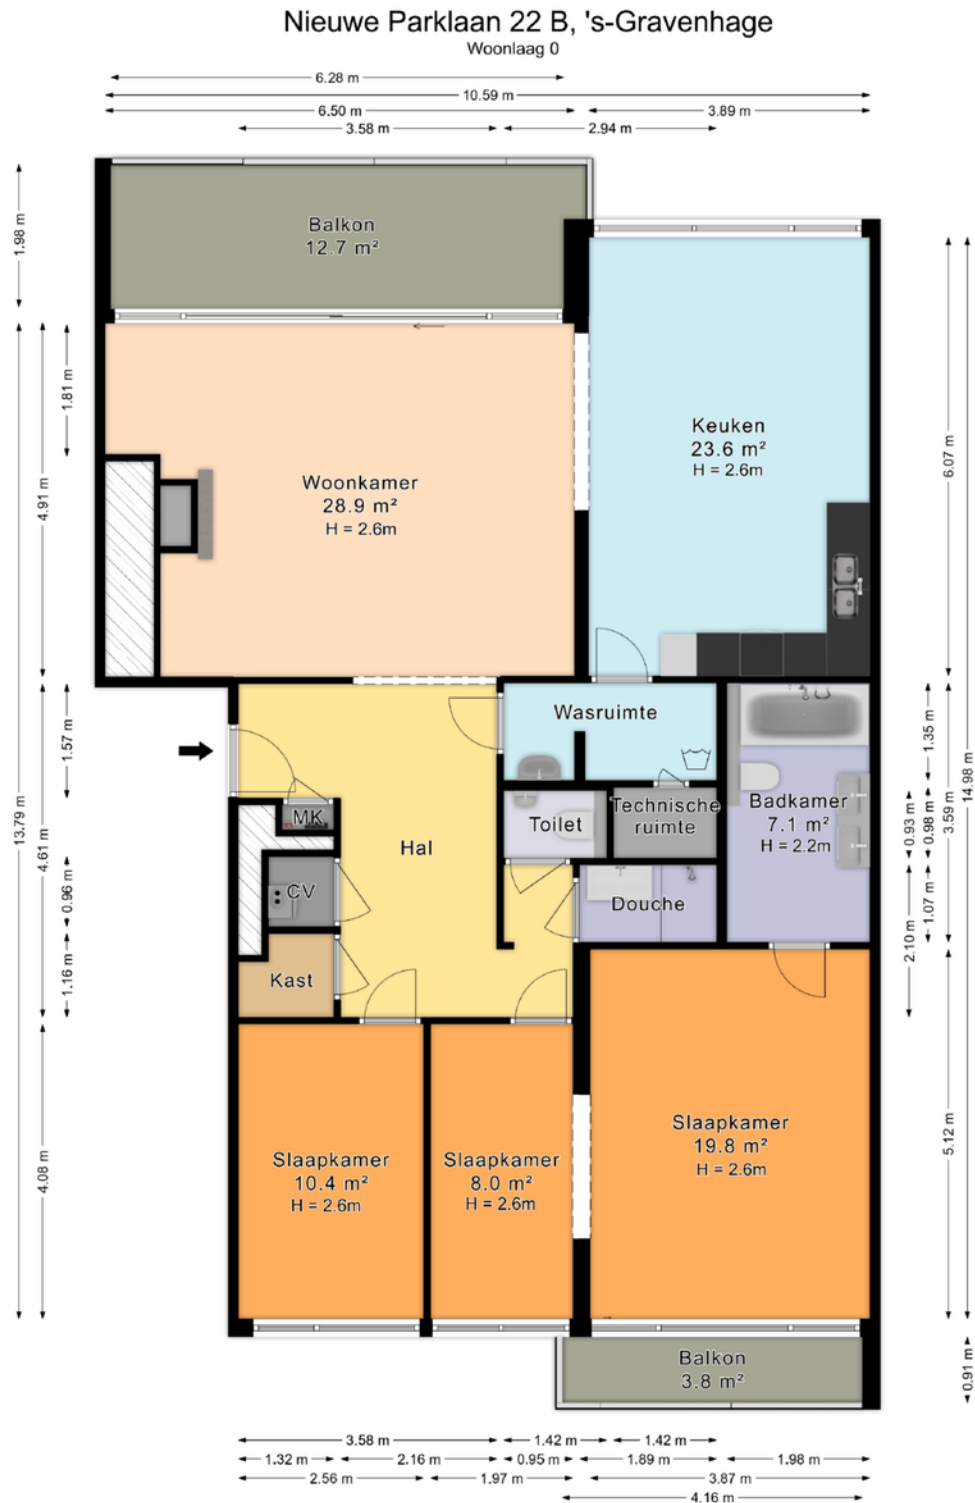 Nieuwe Parklaan 22 B, 's-Gravenhage
Woonlaag 0
6.28 m
10.59 m
6.50 m
3.89 m
3.58 m
2.94 m
1.98 m
Balkon
12.7 m²
13.79 m
4.91 m
1.81 m
Woonkamer
28.9 m²
H = 2.6m
Keuken
23.6 m²
H = 2.6m
6.07 m
14.98 m
4.61 m
1.57 m
0.96 m
1.16 m
Wasruimte
MK
Hal
Toilet
Technische
ruimte
Badkamer
7.1 m²
H = 2.2m
CV
Douche
Kast
1.35 m
3.59 m
0.93 m
0.98 m
1.07 m
2.10 m
4.08 m
Slaapkamer
10.4 m²
H = 2.6m
Slaapkamer
8.0 m²
H = 2.6m
Slaapkamer
19.8 m²
H = 2.6m
5.12 m
Balkon
3.8 m²
0.91 m
3.58 m
1.42 m
1.42 m
1.32 m
2.16 m
0.95 m
1.89 m
1.98 m
2.56 m
1.97 m
3.87 m
4.16 m